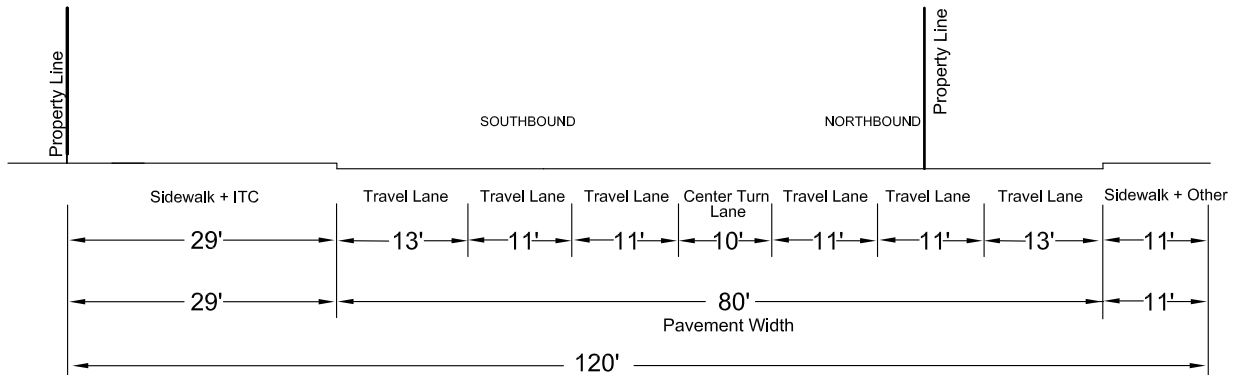 Property Line
Property Line
SOUTHBOUND
NORTHBOUND
Sidewalk + ITC
Travel Lane
Travel Lane
Travel Lane
Center Turn
Lane
Travel Lane
Travel Lane
Travel Lane
Sidewalk + Other
29'
13'
11'
11'
10'
11'
11'
13'
11'
29'
80'
11'
Pavement Width
120'